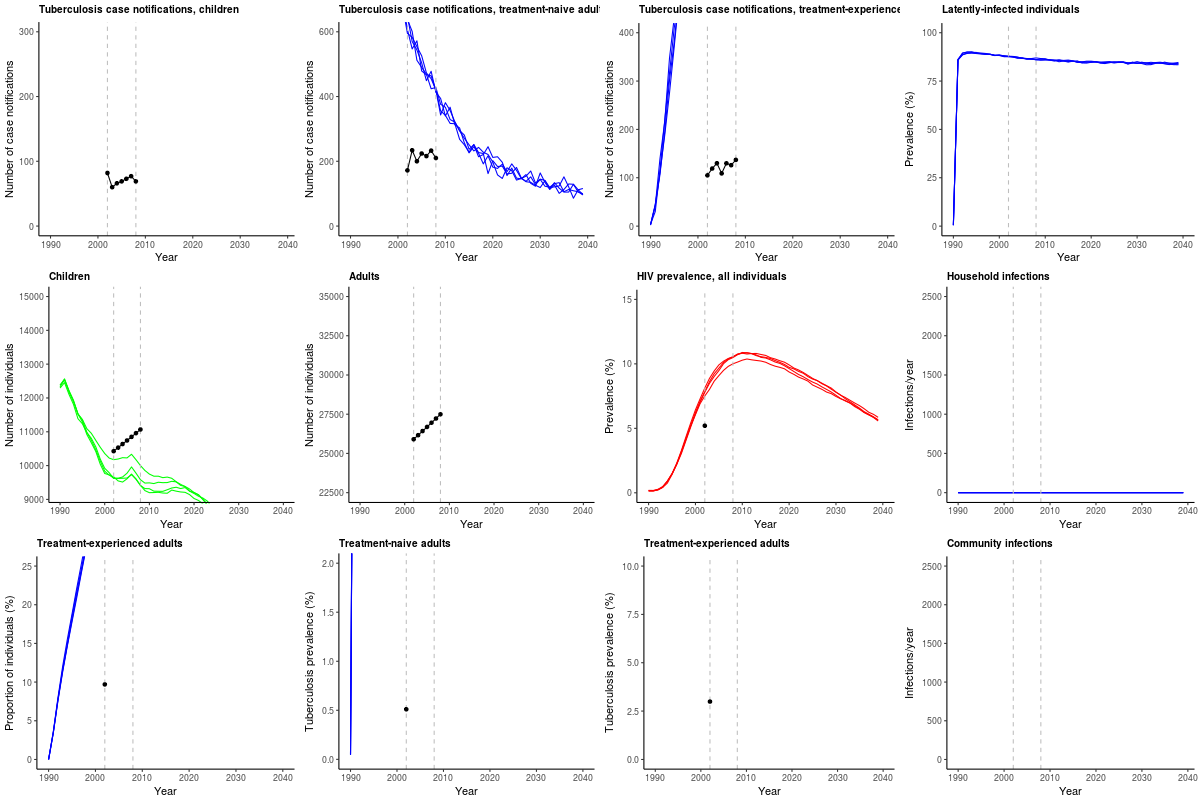 Tuberculosis case notifications, children
Number of case notifications
300
200
100
0
1990 2000 2010 2020 2030 2040
Year
Tuberculosis case notifications, treatment-naive adul
Number of case notifications
600
400
200
0
1990 2000 2010 2020 2030 2040
Year
Tuberculosis case notifications, treatment-experience
Number of case notifications
400
300
200
100
0
1990 2000 2010 2020 2030 2040
Year
Latently-infected individuals
Prevalence (%)
100
75
50
25
0
1990 2000 2010 2020 2030 2040
Year
Children
Number of individuals
15000
14000
13000
12000
11000
10000
9000
1990 2000 2010 2020 2030 2040
Year
Adults
Number of individuals
35000
32500
30000
27500
25000
22500
1990 2000 2010 2020 2030 2040
Year
HIV prevalence, all individuals
Prevalence (%)
15
10
5
0
1990 2000 2010 2020 2030 2040
Year
Household infections
Infections/year
2500
2000
1500
1000
500
0
1990 2000 2010 2020 2030 2040
Year
Treatment-experienced adults
Proportion of individuals (%)
25
20
15
10
5
0
1990 2000 2010 2020 2030 2040
Year
Treatment-naive adults
Tuberculosis prevalence (%)
2.0
1.5
1.0
0.5
0.0
1990 2000 2010 2020 2030 2040
Year
Treatment-experienced adults
Tuberculosis prevalence (%)
10.0
7.5
5.0
2.5
0.0
1990 2000 2010 2020 2030 2040
Year
Community infections
Infections/year
2500
2000
1500
1000
500
0
1990 2000 2010 2020 2030 2040
Year